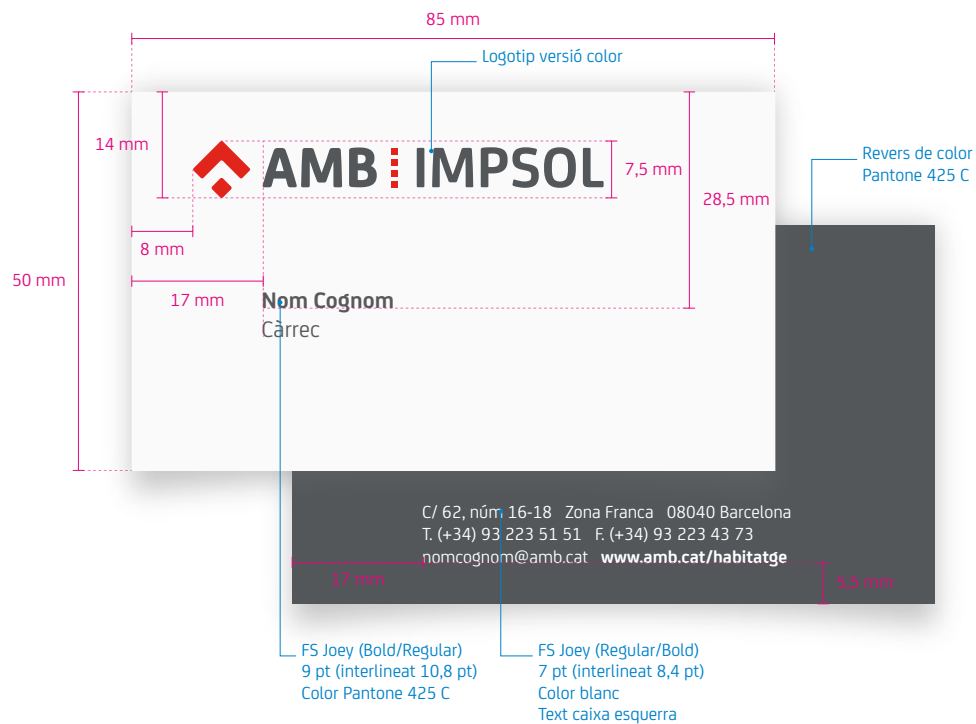 85 mm
Logotip versió color
14 mm
AMB IMPSOL
7,5 mm
Revers de color
Pantone 425 C
28,5 mm
8 mm
50 mm
17 mm
Nom Cognom
Càrrec
C/ 62, núm 16-18 Zona Franca 08040 Barcelona
T. (+34) 93 223 51 51 F. (+34) 93 223 43 73
nomcognom@amb.cat www.amb.cat/habitatge
17 mm
5,5 mm
FS Joey (Bold/Regular)
9 pt (interlineat 10,8 pt)
Color Pantone 425 C
FS Joey (Regular/Bold)
7 pt (interlineat 8,4 pt)
Color blanc
Text caixa esquerra